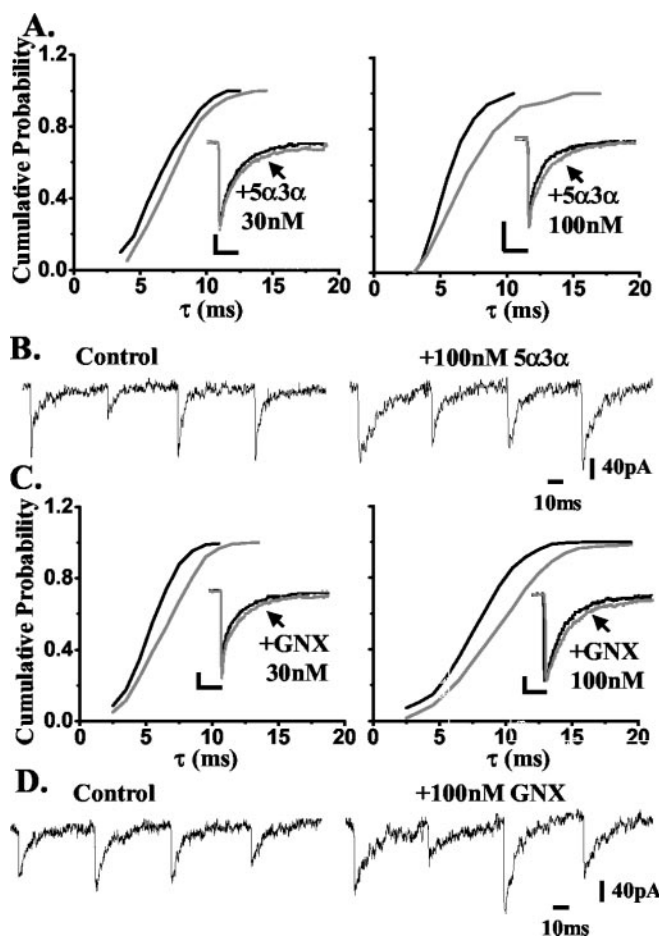 A.
Cumulative Probability
1.2
0.8
0.4
0.0
+5α3α
30nM
0 5 10 15 20
τ (ms)
+5α3α
100nM
0 5 10 15 20
τ (ms)
B.
Control
+100nM 5α3α
40pA
10ms
C.
Cumulative Probability
1.2
0.8
0.4
0.0
+GNX
30nM
0 5 10 15 20
τ (ms)
+GNX
100nM
0 5 10 15 20
τ (ms)
D.
Control
+100nM GNX
40pA
10ms